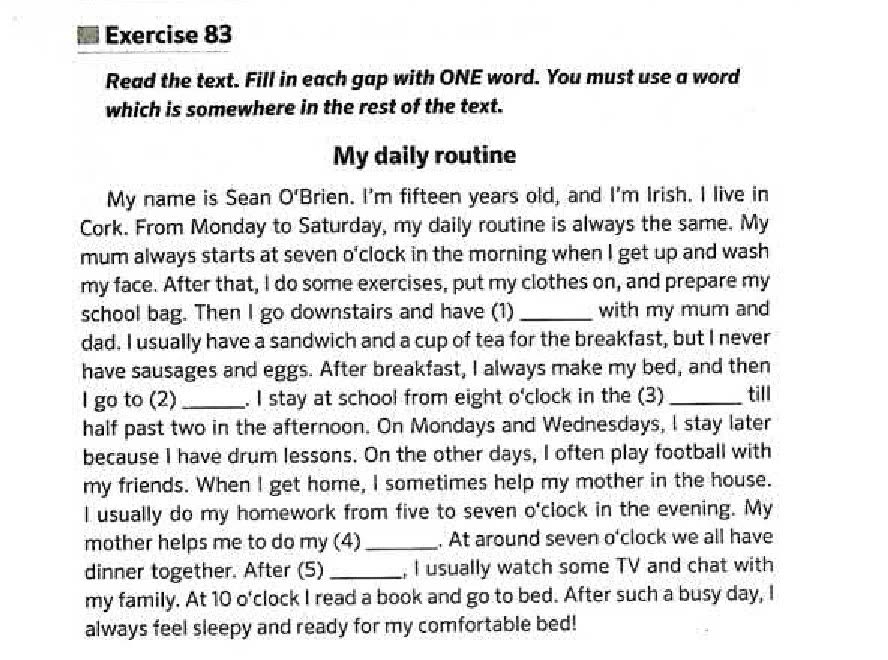 Exercise 83
Read the text. Fill in each gap with ONE word. You must use a word
which is somewhere in the rest of the text.
My daily routine
My name is Sean O'Brien. I'm fifteen years old, and I'm Irish. I live in
Cork. From Monday to Saturday, my daily routine is always the same. My
mum always starts at seven o'clock in the morning when I get up and wash
my face. After that, I do some exercises, put my clothes on, and prepare my
school bag. Then I go downstairs and have (1) ______ with my mum and
dad. I usually have a sandwich and a cup of tea for the breakfast, but I never
have sausages and eggs. After breakfast, I always make my bed, and then
I go to (2) ______. I stay at school from eight o'clock in the (3) ______ till
half past two in the afternoon. On Mondays and Wednesdays, I stay later
because I have drum lessons. On the other days, I often play football with
my friends. When I get home, I sometimes help my mother in the house.
I usually do my homework from five to seven o'clock in the evening. My
mother helps me to do my (4) ______. At around seven o'clock we all have
dinner together. After (5) ______, I usually watch some TV and chat with
my family. At 10 o'clock I read a book and go to bed. After such a busy day, I
always feel sleepy and ready for my comfortable bed!